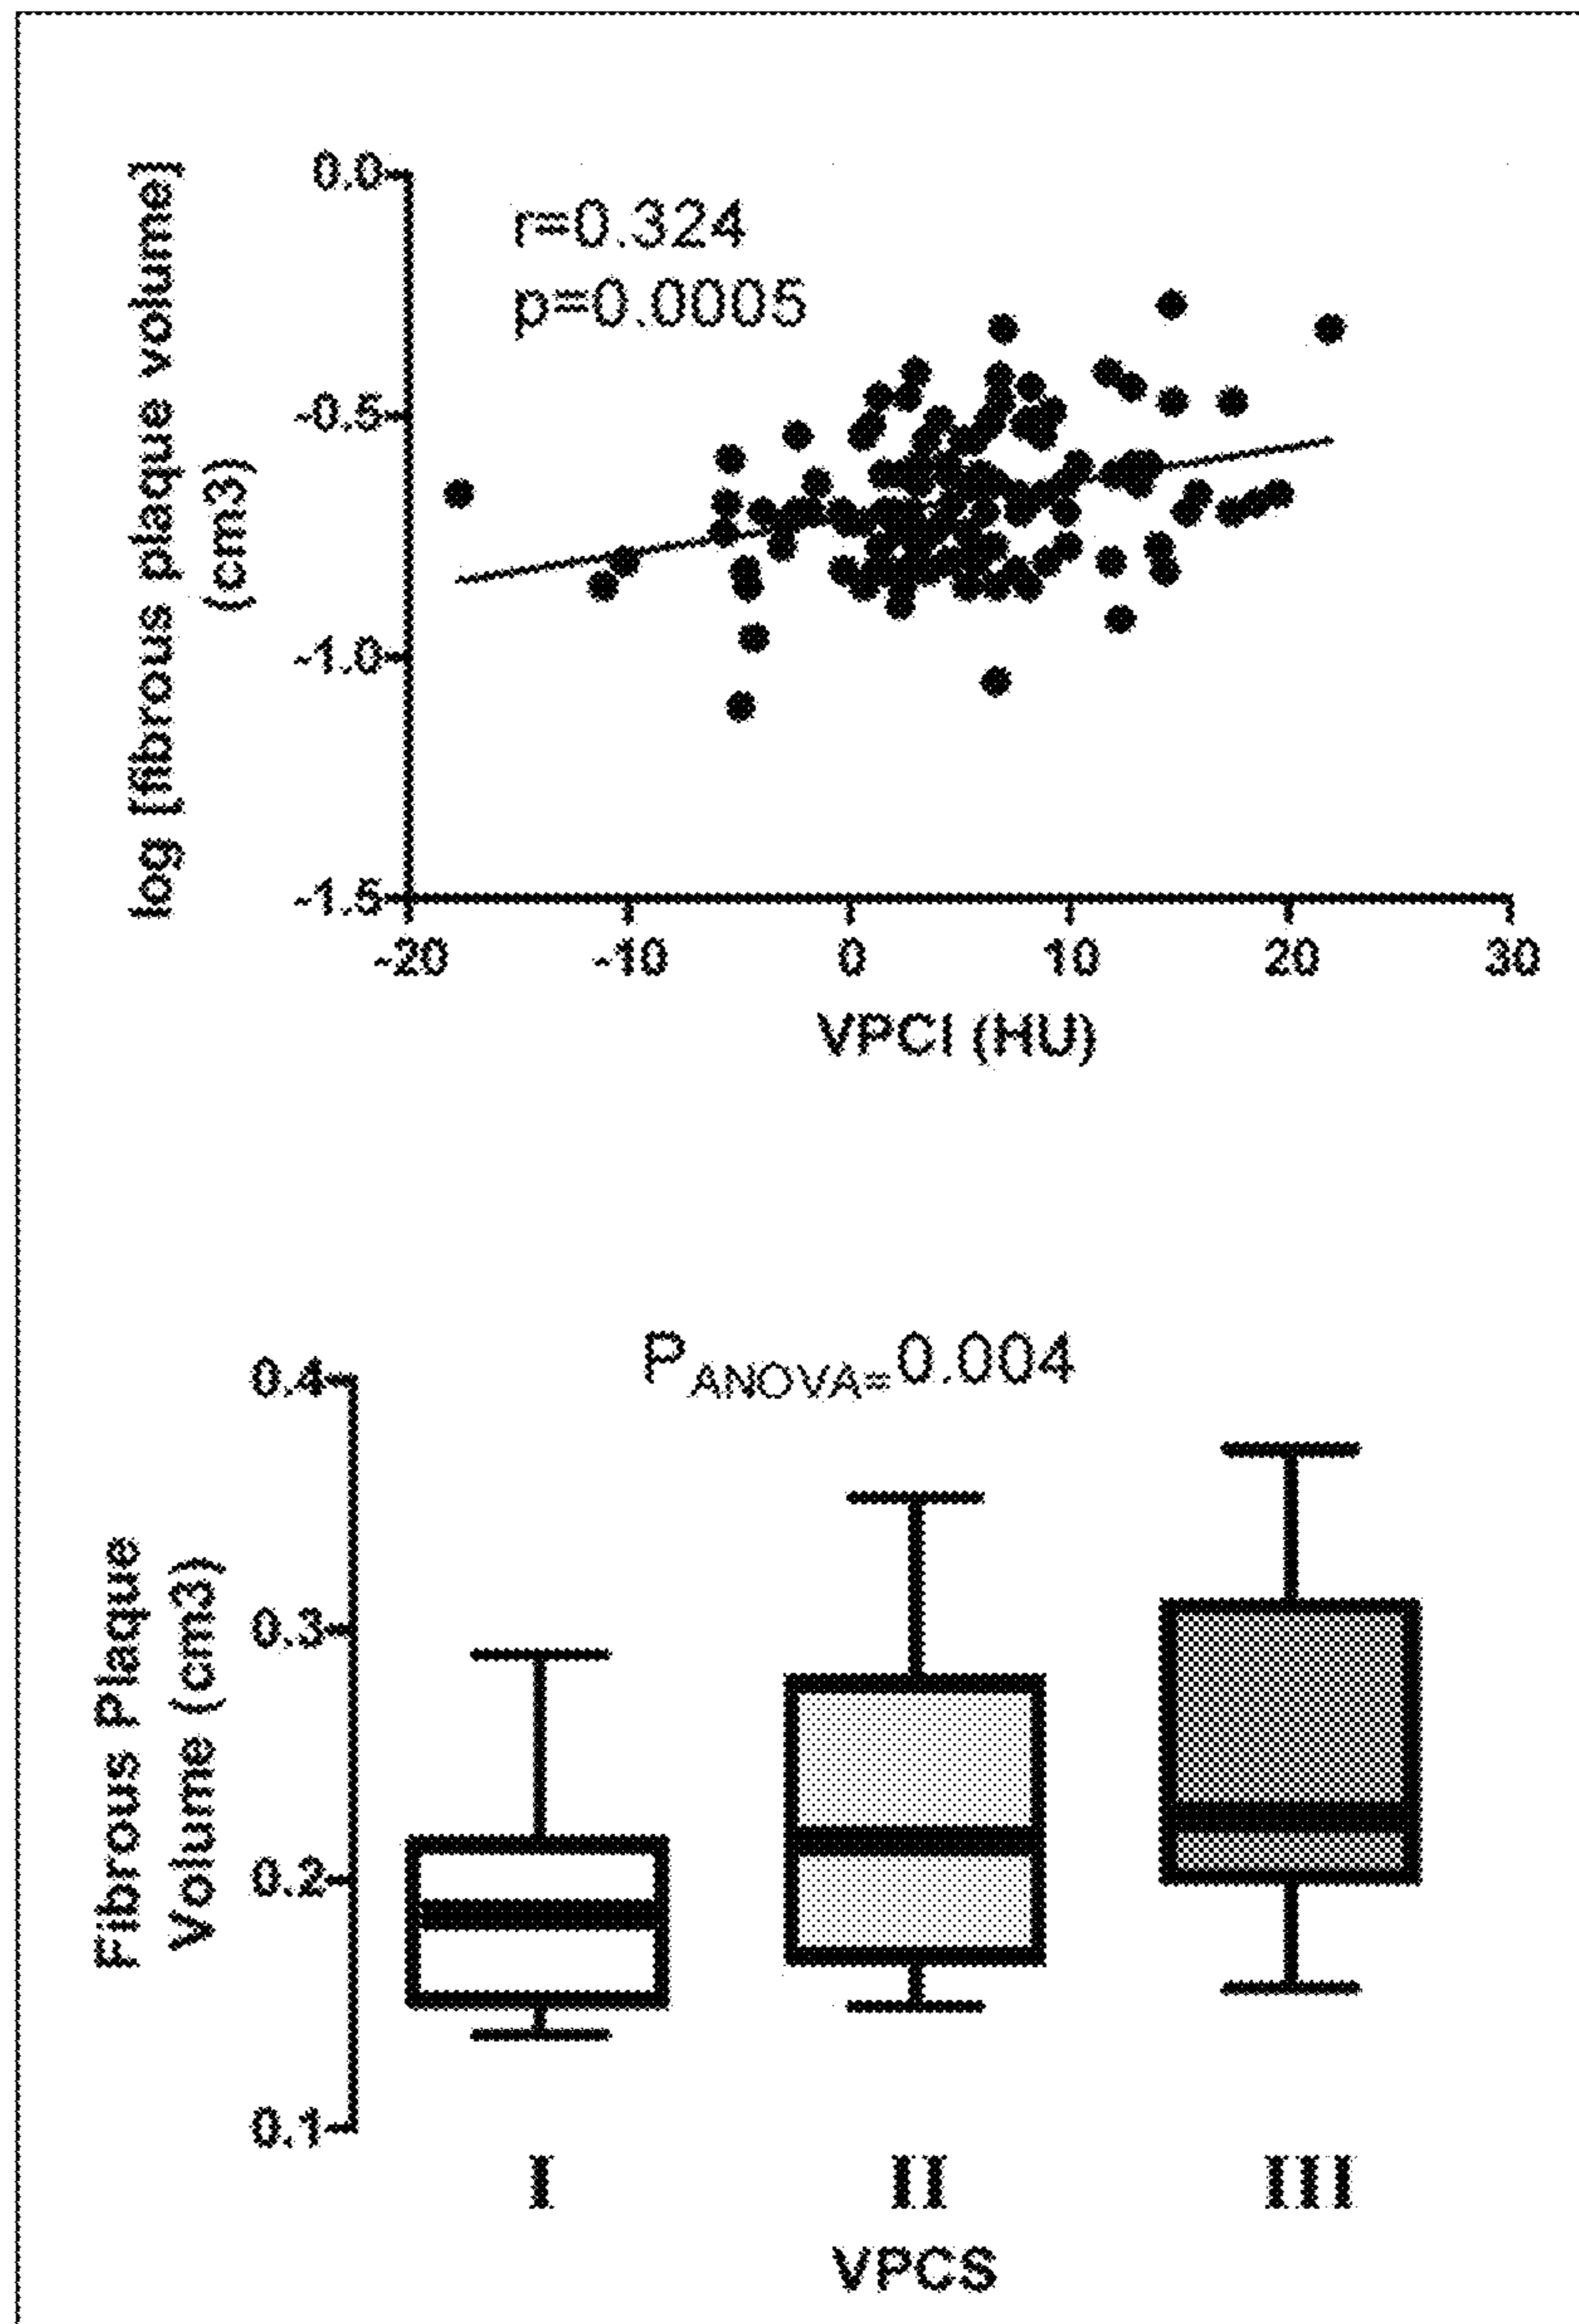 log [fibrous plaque volume]
(cm3)
0.0
-0.5
-1.0
-1.5
r=0.324
p=0.0005
-20 -10 0 10 20 30
VPCI (HU)
P ANOVA= 0.004
Fibrous Plaque
Volume (cm3)
0.4
0.3
0.2
0.1
I II III
VPCS